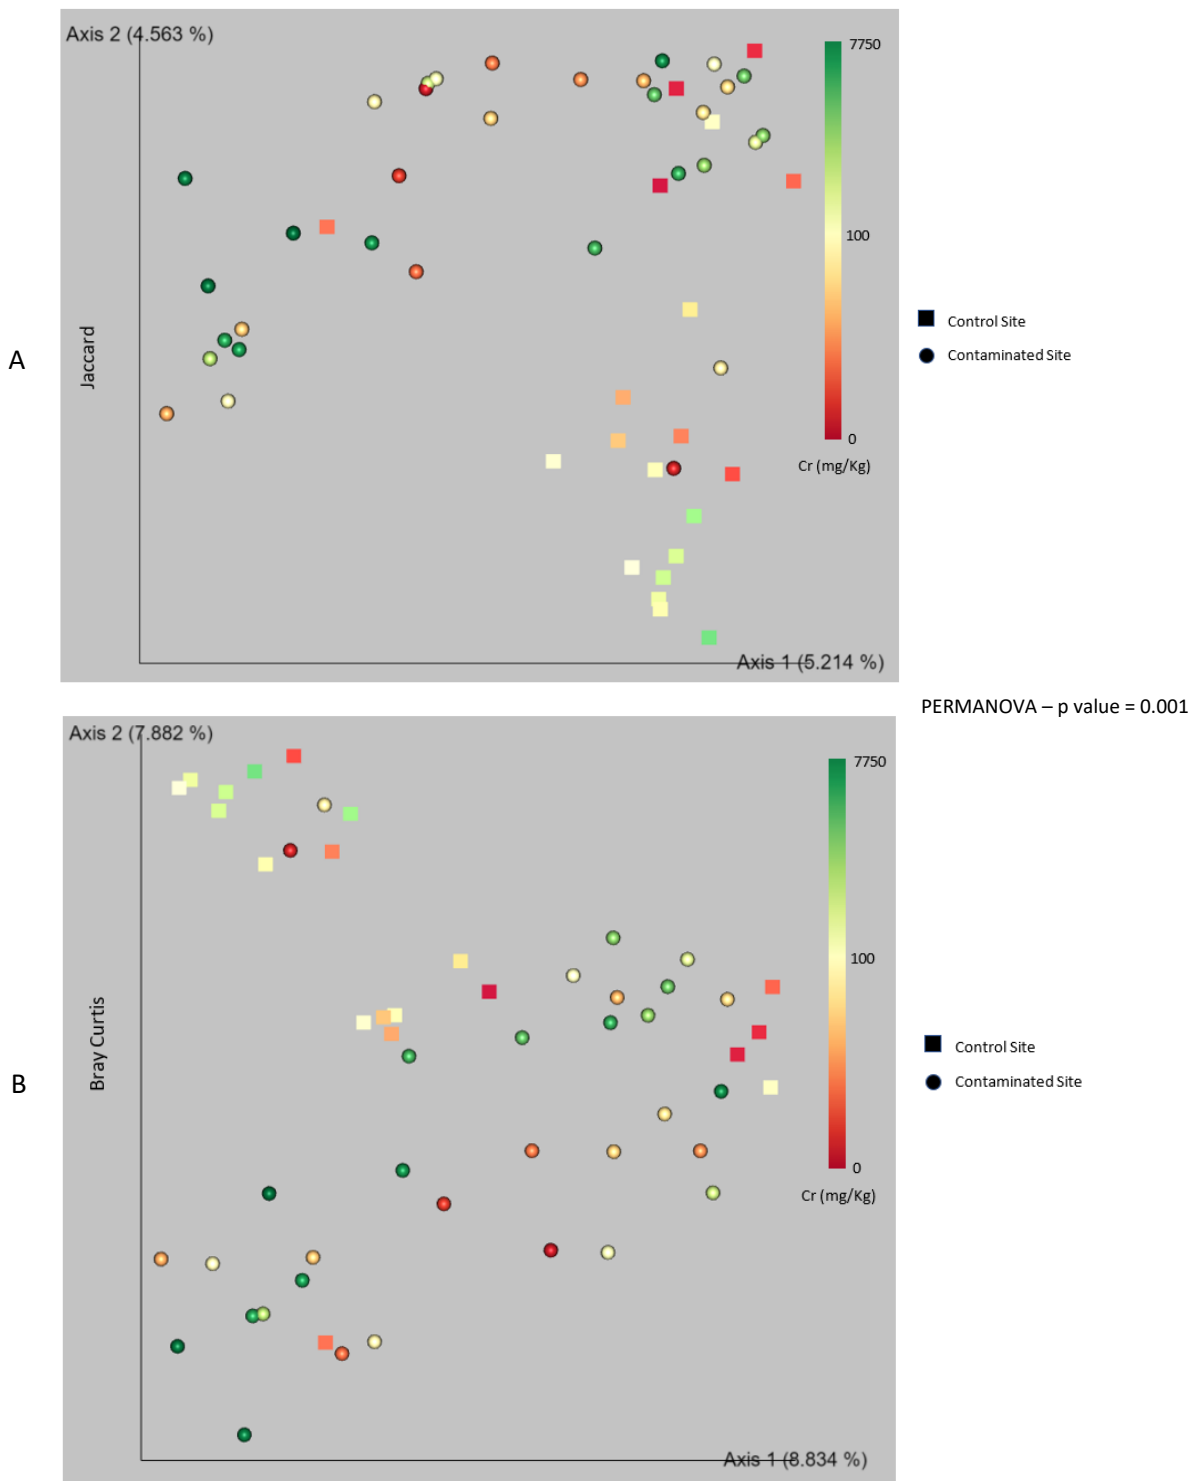 Axis 2 (4.563 %)
7750
100
0
Cr (mg/Kg)
Jaccard
A
Control Site
Contaminated Site
Axis 1 (5.214 %)
PERMANOVA – p value = 0.001
Axis 2 (7.882 %)
7750
100
0
Cr (mg/Kg)
Bray Curtis
B
Control Site
Contaminated Site
Axis 1 (8.834 %)